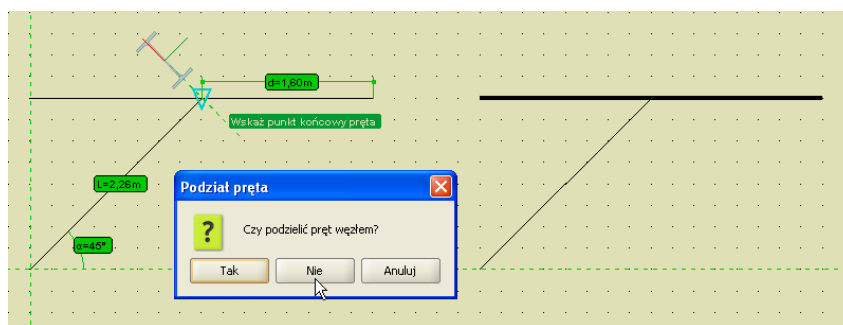 d=1,60m
Wskaż punkt końcowy pręta
L=2,26m
α=45°
Podział pręta
Czy podzielić pręt węzłem?
Tak
Nie
Anuluj